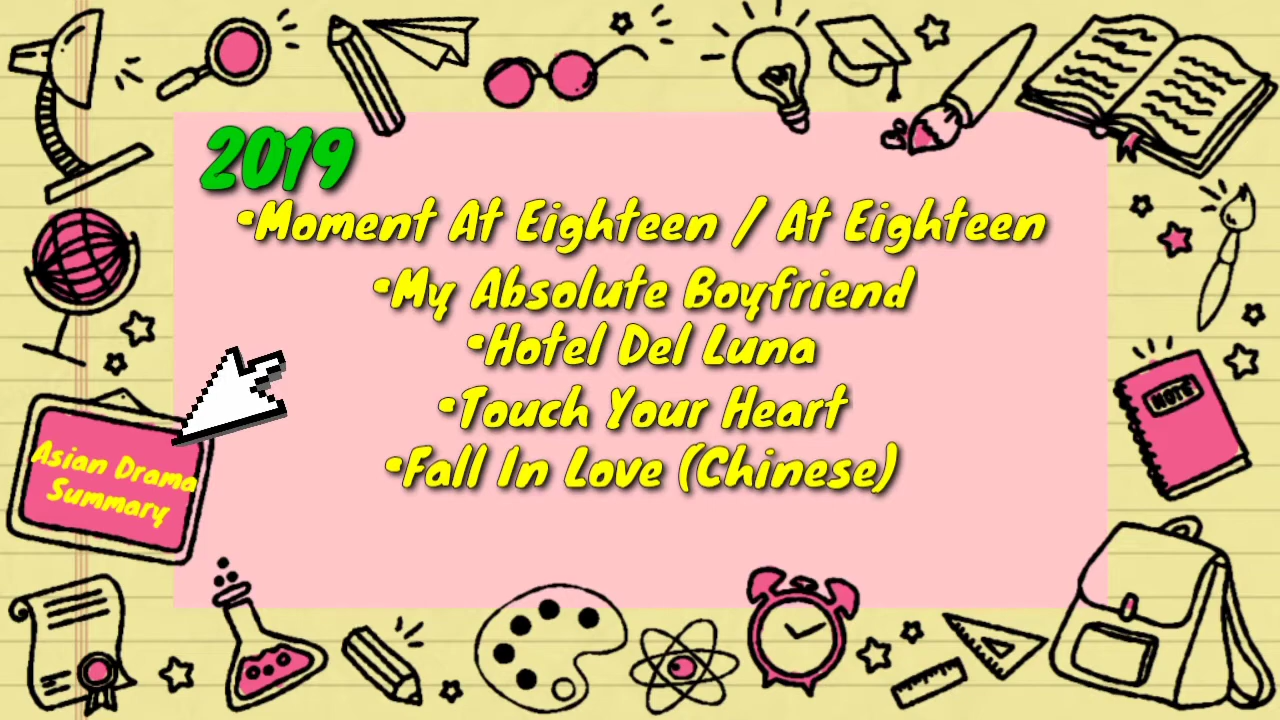 2019
•Moment At Eighteen / At Eighteen
•My Absolute Boyfriend
•Hotel Del Luna
•Touch Your Heart
•Fall In Love (Chinese)
Asian Drama
Summary
NOTE